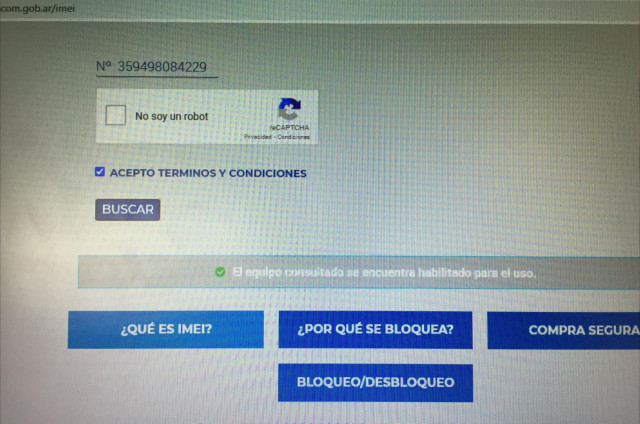 com.gob.ar/imei
Nº 359498084229
No soy un robot
reCAPTCHA
Privacidad - Condiciones
ACEPTO TERMINOS Y CONDICIONES
BUSCAR
El equipo consultado se encuentra habilitado para el uso.
¿QUÉ ES IMEI?
¿POR QUÉ SE BLOQUEA?
COMPRA SEGURA
BLOQUEO/DESBLOQUEO